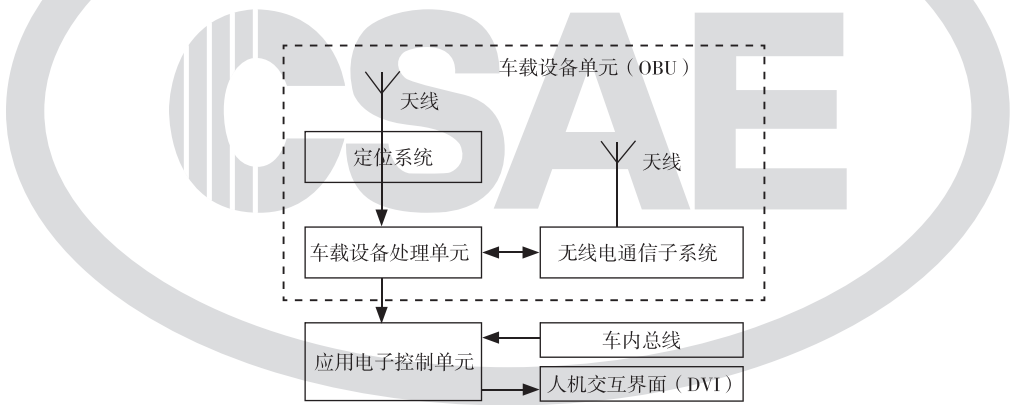 CSAE
车载设备单元（OBU）
天线
定位系统
天线
车载设备处理单元
无线电通信子系统
应用电子控制单元
车内总线
人机交互界面（DVI）